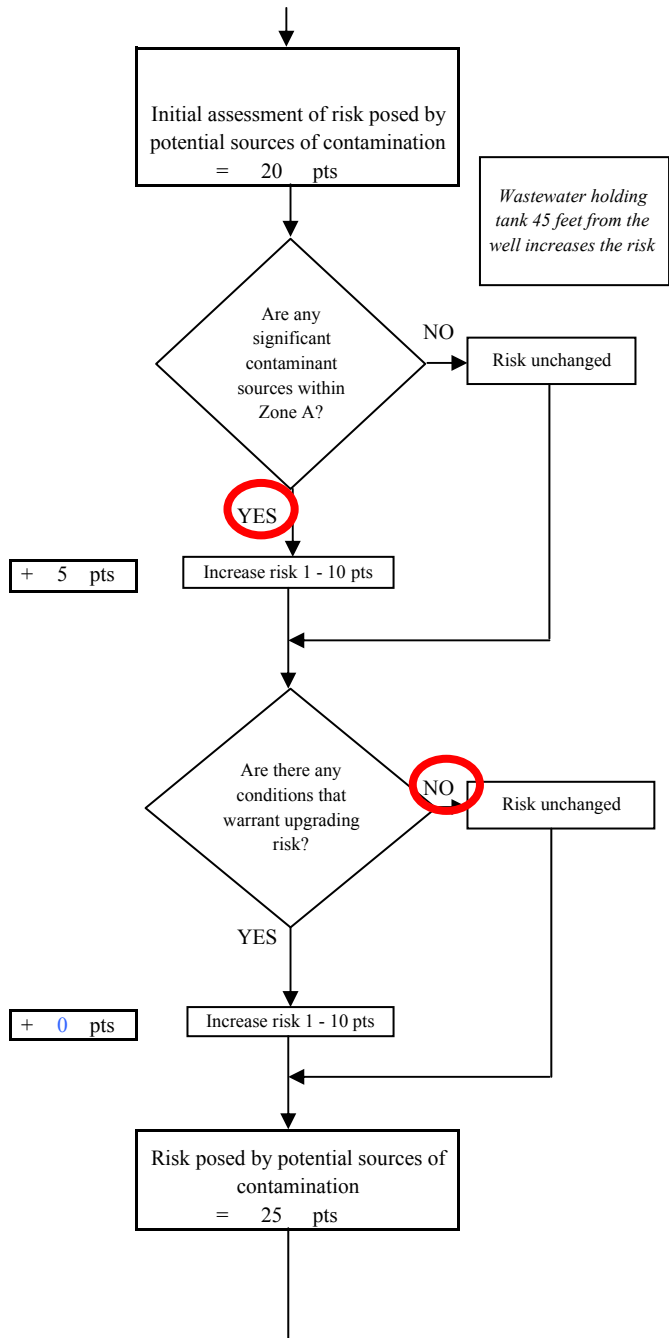 Initial assessment of risk posed by
potential sources of contamination
= 20 pts
Wastewater holding
tank 45 feet from the
well increases the risk
Are any
significant
contaminant
sources within
Zone A?
NO
Risk unchanged
YES
+ 5 pts
Increase risk 1 - 10 pts
Are there any
conditions that
warrant upgrading
risk?
NO
Risk unchanged
YES
+ 0 pts
Increase risk 1 - 10 pts
Risk posed by potential sources of
contamination
= 25 pts